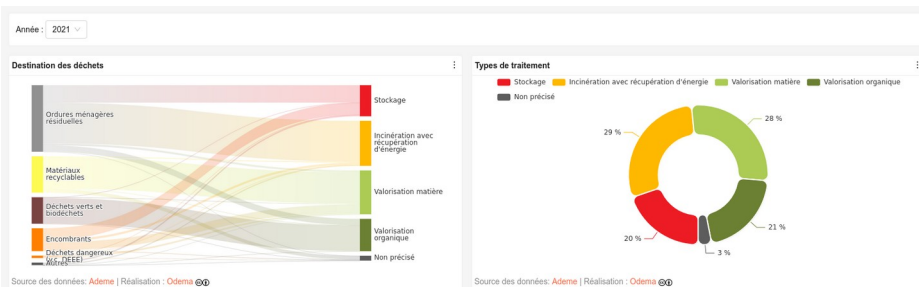 Année : 2021
Destination des déchets
Ordures ménagères
résiduelles
Matériaux
recyclables
Déchets verts et
biodéchets
Encombrants
Déchets dangereux
(y.c. DEEE)
Autres
Stockage
Incinération avec
récupération
d'énergie
Valorisation matière
Valorisation
organique
Non précisé
Source des données: Ademe | Réalisation : Odema
Types de traitement
Stockage Incinération avec récupération d'énergie Valorisation matière Valorisation organique
Non précisé
29 %
28 %
21 %
20 %
3 %
Source des données: Ademe | Réalisation : Odema